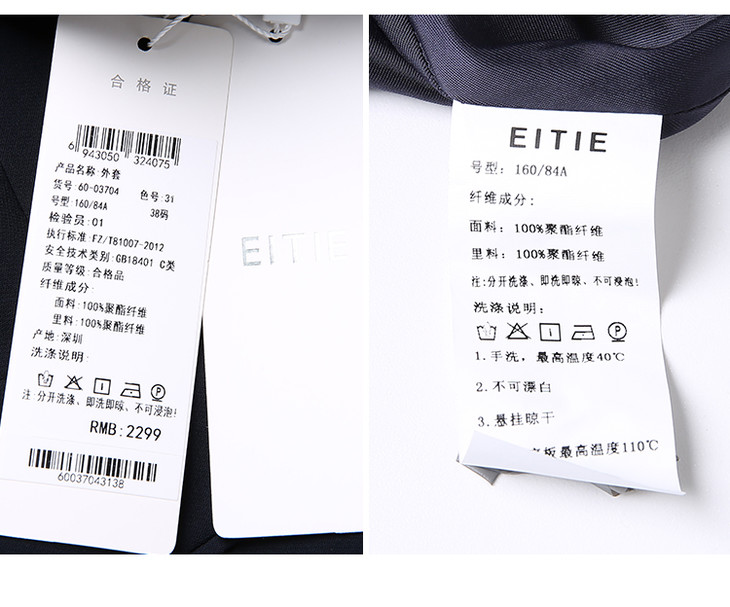 合格证
6 943050 324075
产品名称:外套
货号:60-03704 色号:31
号型:160/84A 38码
检验员:01
执行标准:FZ/T81007-2012
安全技术类别:GB18401 C类
质量等级:合格品
纤维成分:
面料:100%聚酯纤维
里料:100%聚酯纤维
产地:深圳
洗涤说明:
注:分开洗涤、即洗即晾、不可浸泡!
RMB:2299
60037043138
EITIE
EITIE
号型:160/84A
纤维成分:
面料:100%聚酯纤维
里料:100%聚酯纤维
注:分开洗涤、即洗即晾、不可浸泡!
洗涤说明:
P
1.手洗,最高温度40℃
2.不可漂白
3.悬挂晾干
板最高温度110℃